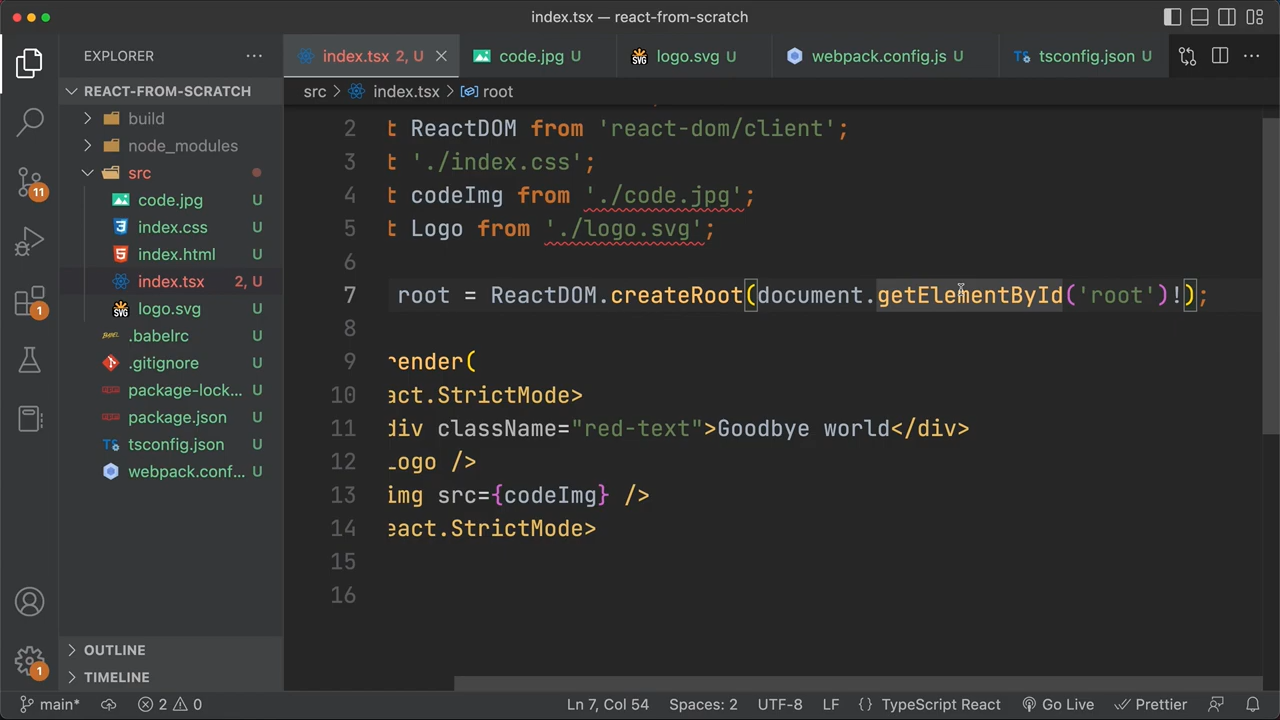 index.tsx — react-from-scratch
EXPLORER
index.tsx 2, U
code.jpg U
logo.svg U
webpack.config.js U
TS tsconfig.json U
REACT-FROM-SCRATCH
src > index.tsx > root
build
node_modules
src
code.jpg U
index.css U
index.html U
index.tsx 2, U
logo.svg U
.babelrc U
.gitignore U
package-lock... U
package.json U
TS tsconfig.json U
webpack.conf... U
OUTLINE
TIMELINE
11
1
1
2 t ReactDOM from 'react-dom/client';
3 t './index.css';
4 t codeImg from './code.jpg';
5 t Logo from './logo.svg';
6
7 root = ReactDOM.createRoot(document.getElementById('root')!);
8
9 render(
10 act.StrictMode>
11 div className="red-text">Goodbye world</div>
12 Logo />
13 img src={codeImg} />
14 eact.StrictMode>
15
16
main* 2 0 Ln 7, Col 54 Spaces: 2 UTF-8 LF {} TypeScript React Go Live Prettier